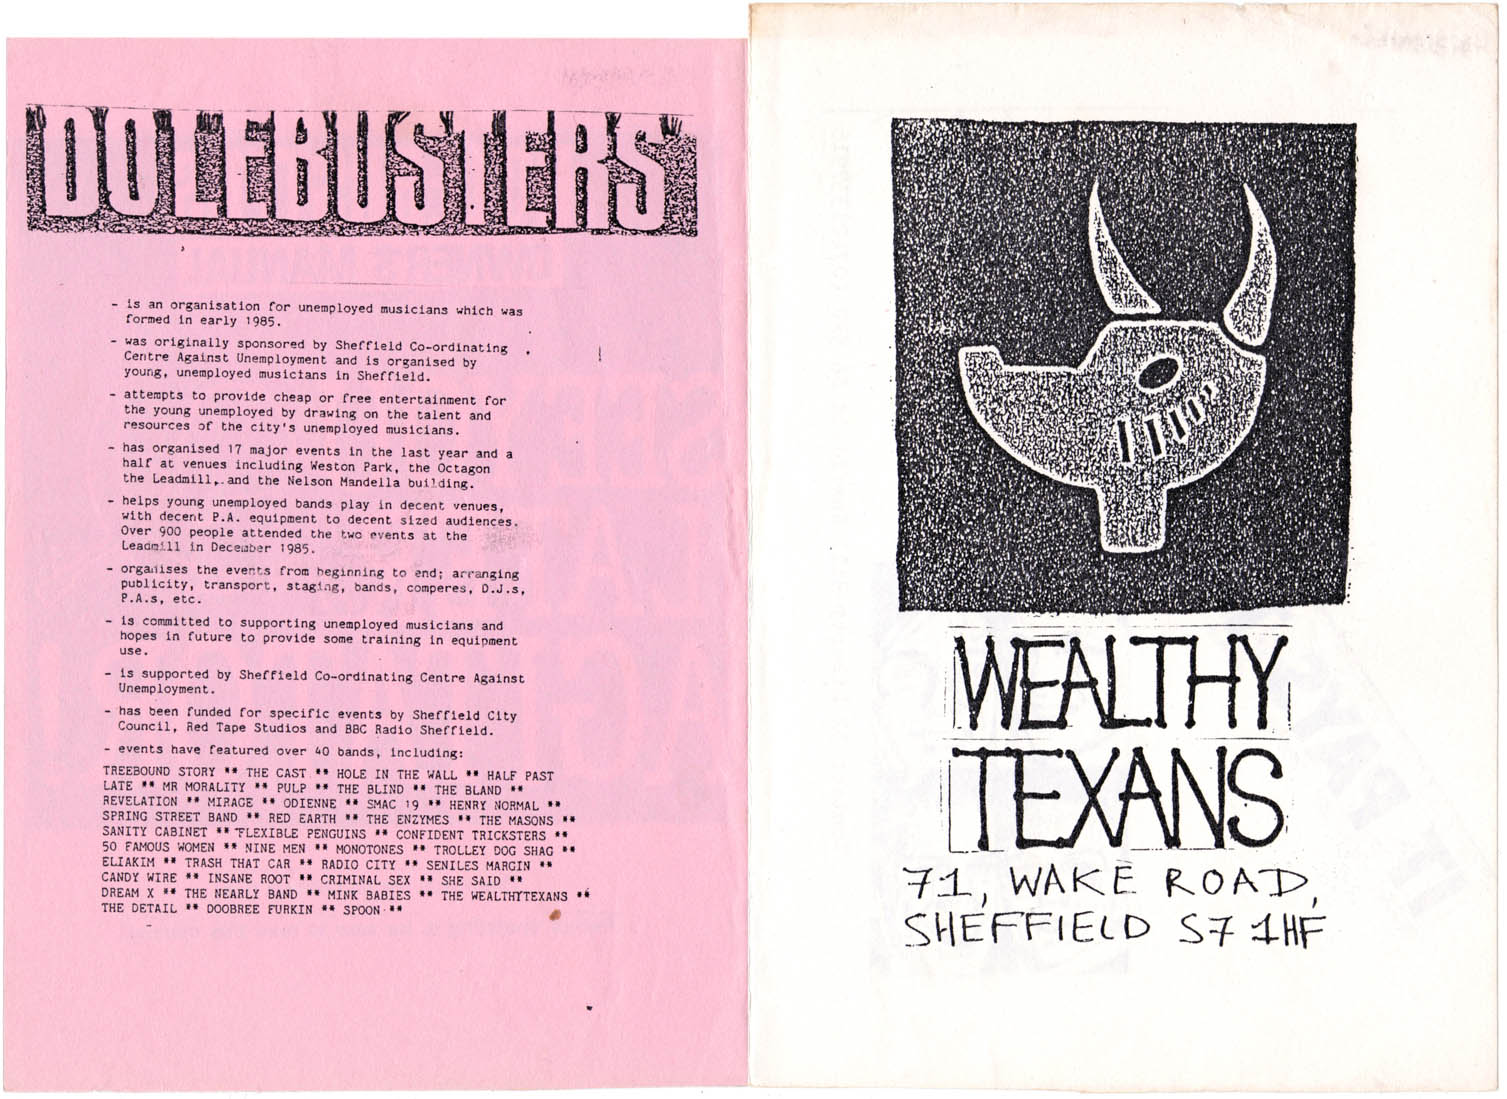 DOLEBUSTERS
- is an organisation for unemployed musicians which was
formed in early 1985.
- was originally sponsored by Sheffield Co-ordinating
Centre Against Unemployment and is organised by
young, unemployed musicians in Sheffield.
- attempts to provide cheap or free entertainment for
the young unemployed by drawing on the talent and
resources of the city's unemployed musicians.
- has organised 17 major events in the last year and a
half at venues including Weston Park, the Octagon
the Leadmill, and the Nelson Mandella building.
- helps young unemployed bands play in decent venues,
with decent P.A. equipment to decent sized audiences.
Over 900 people attended the two events at the
Leadmill in December 1985.
- organises the events from beginning to end; arranging
publicity, transport, staging, bands, comperes, D.J.s,
P.A.s, etc.
- is committed to supporting unemployed musicians and
hopes in future to provide some training in equipment
use.
- is supported by Sheffield Co-ordinating Centre Against
Unemployment.
- has been funded for specific events by Sheffield City
Council, Red Tape Studios and BBC Radio Sheffield.
- events have featured over 40 bands, including:
TREEBOUND STORY ** THE CAST ** HOLE IN THE WALL ** HALF PAST
LATE ** MR MORALITY ** PULP ** THE BLIND ** THE BLAND **
REVELATION ** MIRAGE ** ODIENNE ** SMAC 19 ** HENRY NORMAL **
SPRING STREET BAND ** RED EARTH ** THE ENZYMES ** THE MASONS **
SANITY CABINET ** FLEXIBLE PENGUINS ** CONFIDENT TRICKSTERS **
50 FAMOUS WOMEN ** NINE MEN ** MONOTONES ** TROLLEY DOG SHAG **
ELIAKIM ** TRASH THAT CAR ** RADIO CITY ** SENILES MARGIN **
CANDY WIRE ** INSANE ROOT ** CRIMINAL SEX ** SHE SAID **
DREAM X ** THE NEARLY BAND ** MINK BABIES ** THE WEALTHYTEXANS **
THE DETAIL ** DOOBREE FURKIN ** SPOON **
WEALTHY
TEXANS
71, WAKE ROAD,
SHEFFIELD S7 1HF